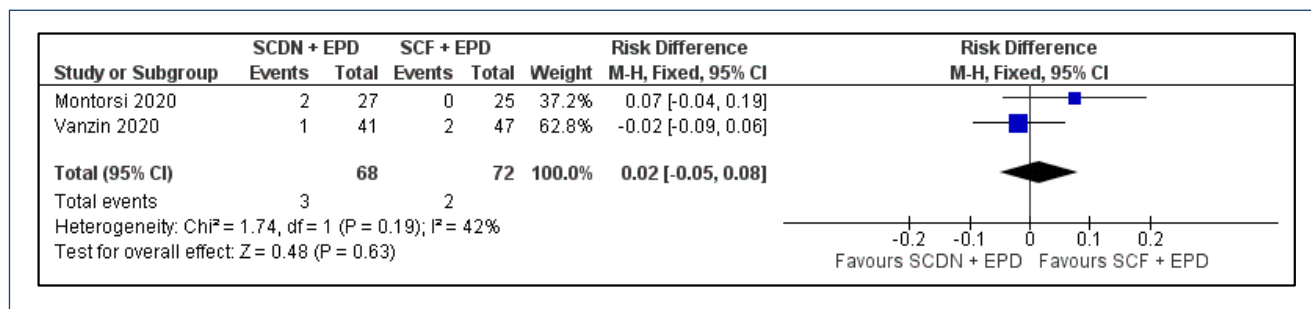 SCDN + EPD SCF + EPD Risk Difference Risk Difference
Study or Subgroup Events Total Events Total Weight M-H, Fixed, 95% CI M-H, Fixed, 95% CI
Montorsi 2020 2 27 0 25 37.2% 0.07 [-0.04, 0.19]
Vanzin 2020 1 41 2 47 62.8% -0.02 [-0.09, 0.06]
Total (95% CI) 68 72 100.0% 0.02 [-0.05, 0.08]
Total events 3 2
Heterogeneity: Chi² = 1.74, df = 1 (P = 0.19); I² = 42%
Test for overall effect: Z = 0.48 (P = 0.63)
-0.2 -0.1 0 0.1 0.2
Favours SCDN + EPD Favours SCF + EPD